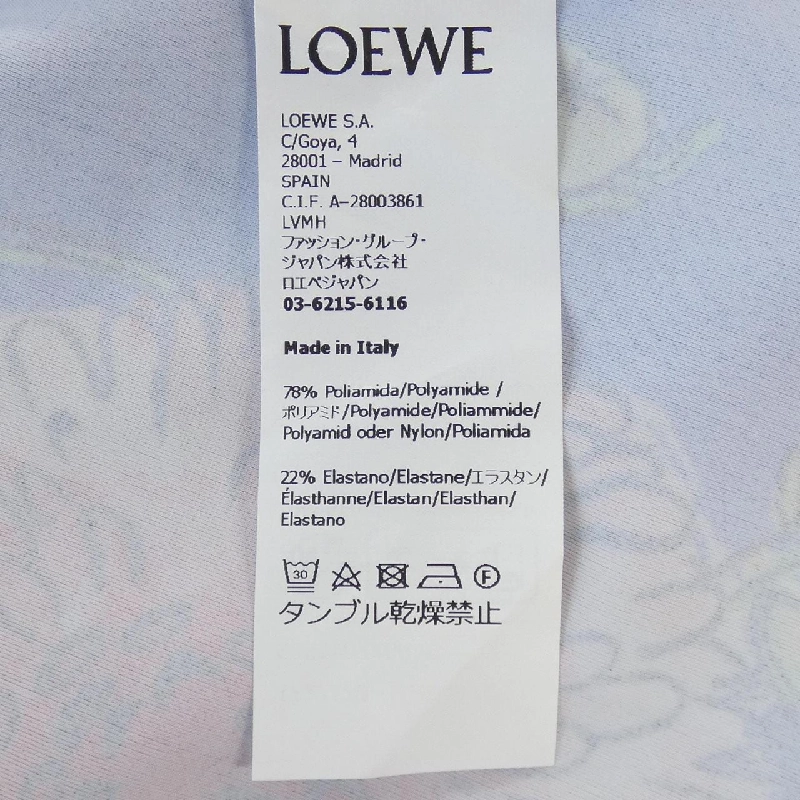 LOEWE
LOEWE S.A.
C/Goya, 4
28001 – Madrid
SPAIN
C.I.F. A-28003861
LVMH
ファッション・グループ・
ジャパン株式会社
ロエベジャパン
03-6215-6116
Made in Italy
78% Poliamida/Polyamide /
ポリアミド/Polyamide/Poliammide/
Polyamid oder Nylon/Poliamida
22% Elastano/Elastane/エラスタン/
Élasthanne/Elastan/Elasthan/
Elastano
30 F
タンブル乾燥禁止